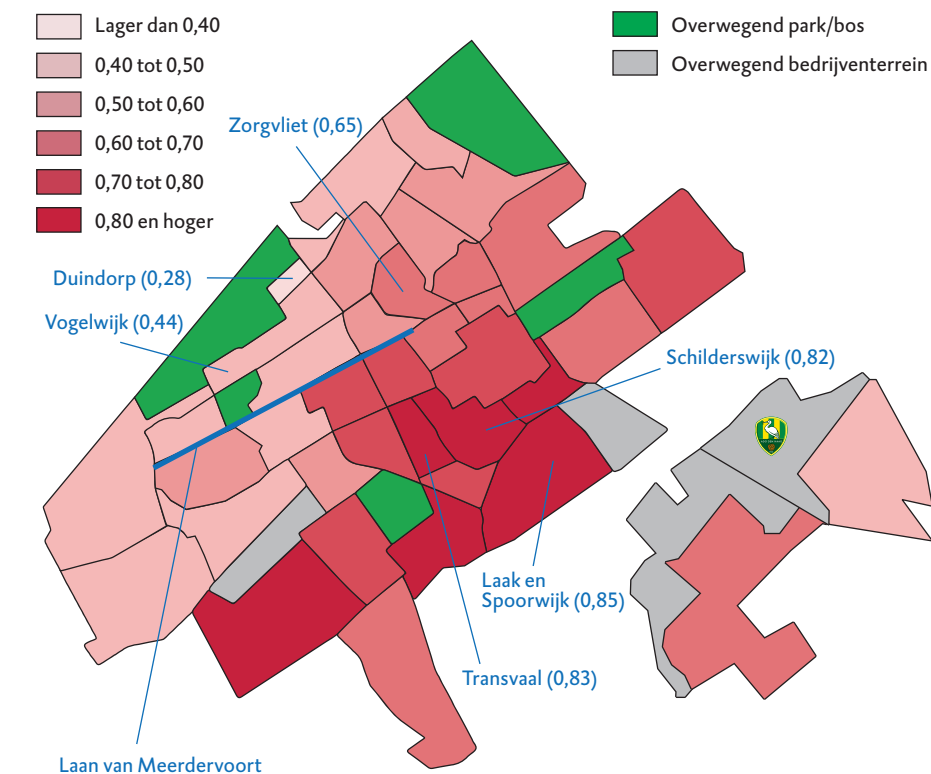 Lager dan 0,40
0,40 tot 0,50
0,50 tot 0,60
0,60 tot 0,70
0,70 tot 0,80
0,80 en hoger
Overwegend park/bos
Overwegend bedrijventerrein
Zorgvliet (0,65)
Duindorp (0,28)
Vogelwijk (0,44)
Schilderswijk (0,82)
Laak en
Spoorwijk (0,85)
Transvaal (0,83)
Laan van Meerdervoort